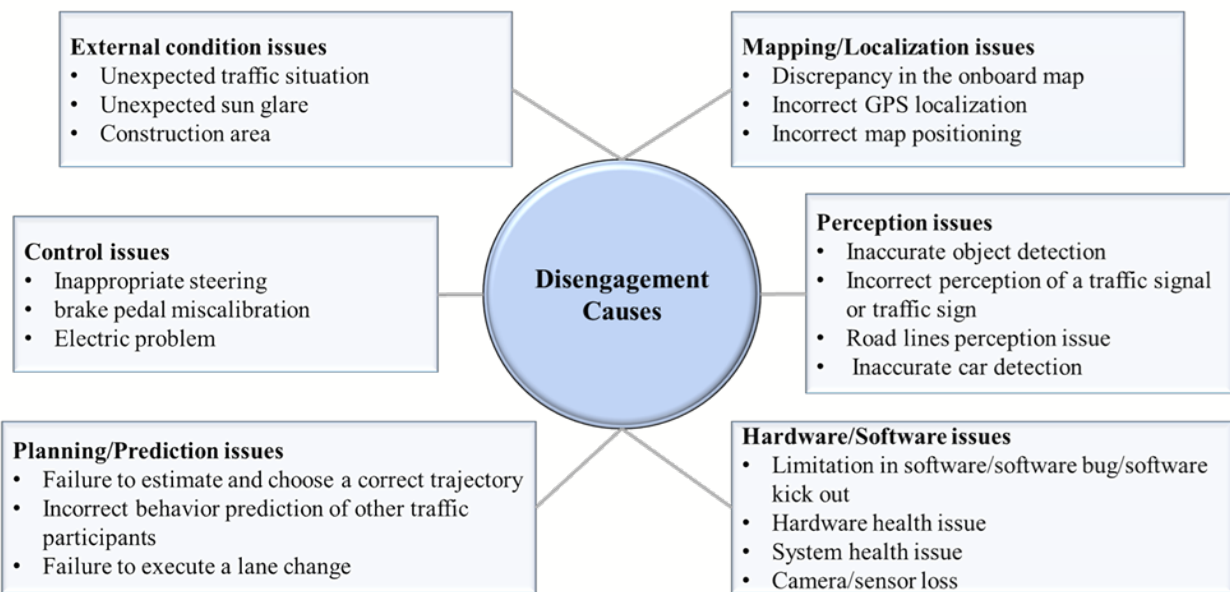 External condition issues
• Unexpected traffic situation
• Unexpected sun glare
• Construction area
Mapping/Localization issues
• Discrepancy in the onboard map
• Incorrect GPS localization
• Incorrect map positioning
Control issues
• Inappropriate steering
• brake pedal miscalibration
• Electric problem
Disengagement
Causes
Perception issues
• Inaccurate object detection
• Incorrect perception of a traffic signal
or traffic sign
• Road lines perception issue
• Inaccurate car detection
Planning/Prediction issues
• Failure to estimate and choose a correct trajectory
• Incorrect behavior prediction of other traffic
participants
• Failure to execute a lane change
Hardware/Software issues
• Limitation in software/software bug/software
kick out
• Hardware health issue
• System health issue
• Camera/sensor loss